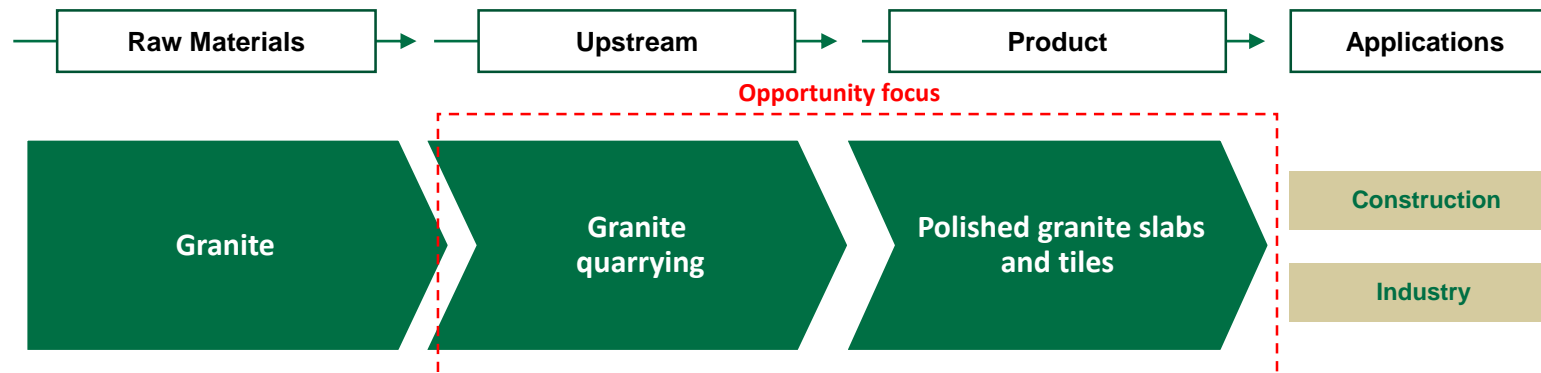 Raw Materials
Upstream
Product
Applications
Opportunity focus
Granite
Granite
quarrying
Polished granite slabs
and tiles
Construction
Industry